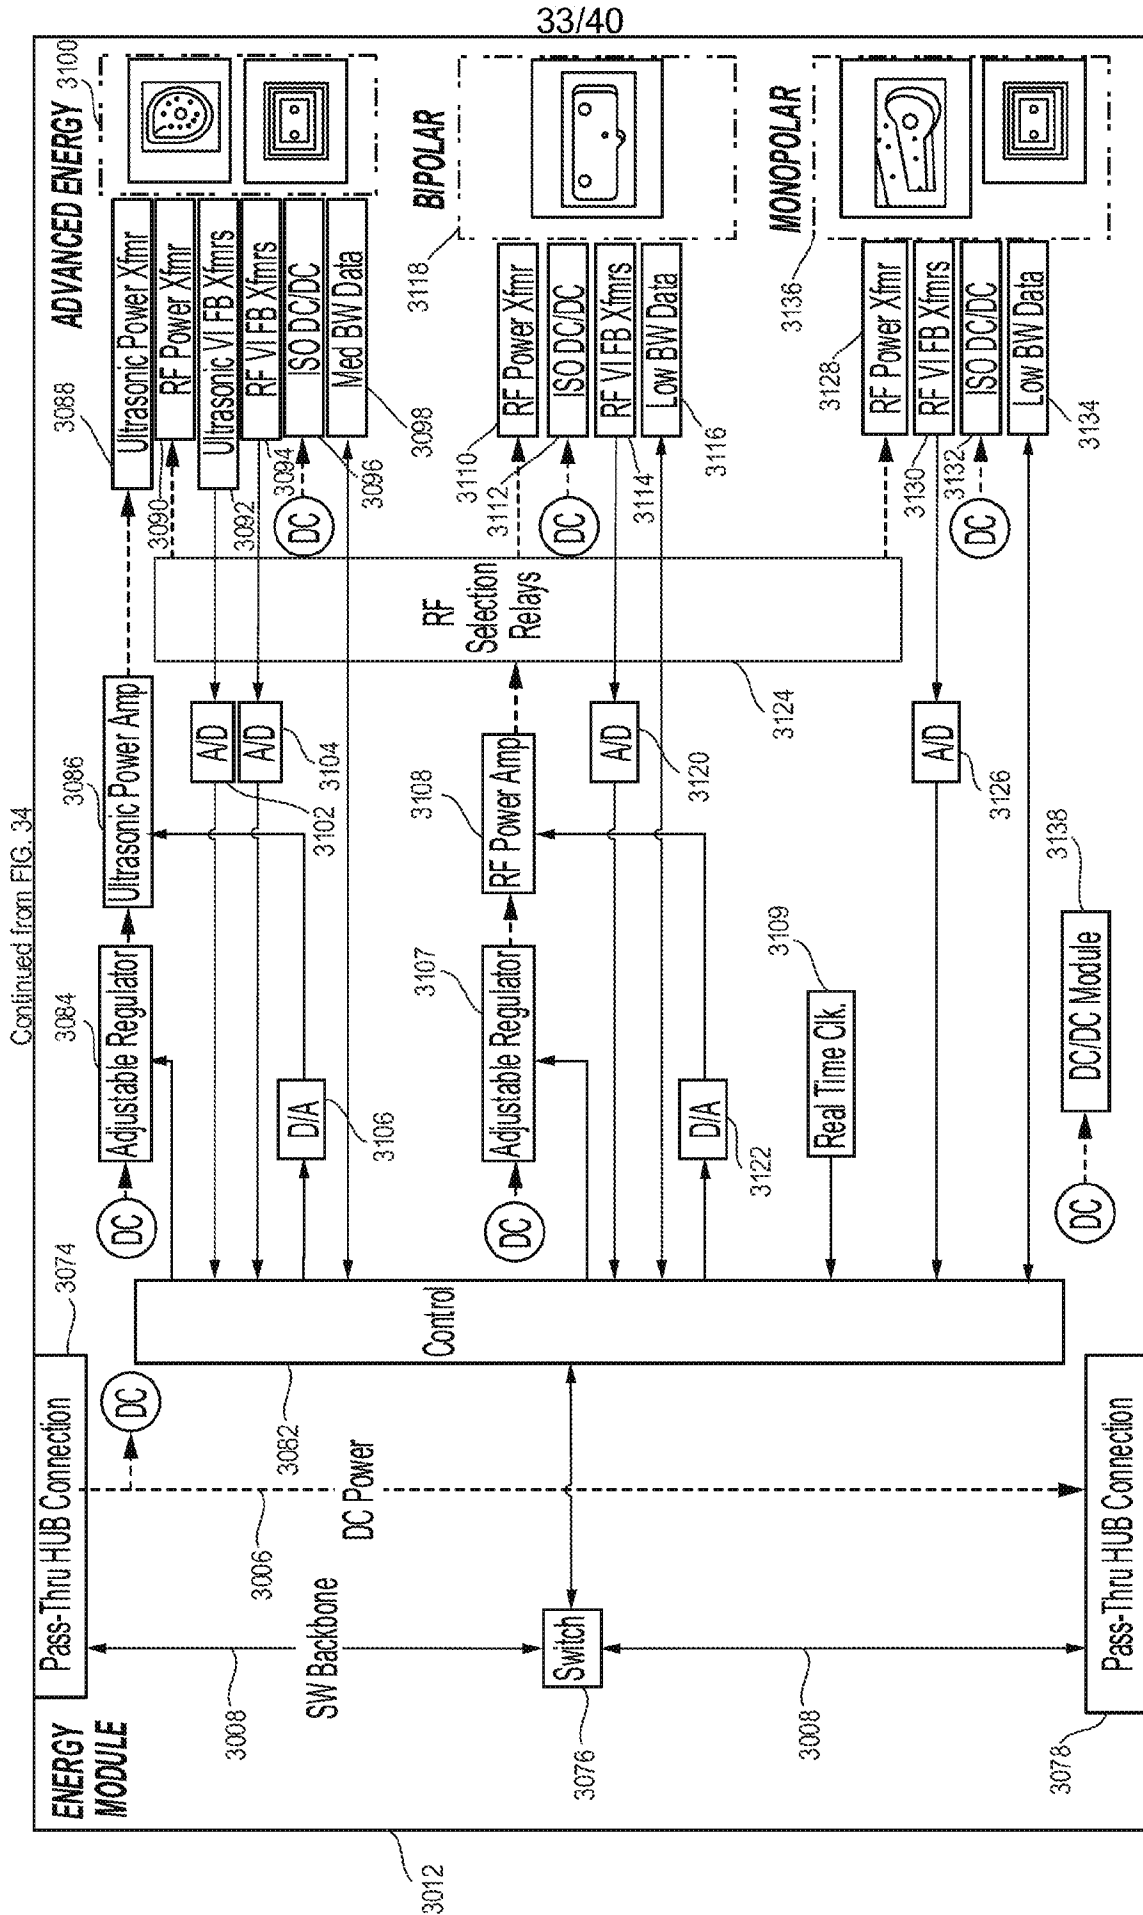 33/40
Continued from FIG. 34
ENERGY
MODULE
3012
Pass-Thru HUB Connection
3074
3008
SW Backbone
3006
DC Power
DC
Switch
3076
3008
Pass-Thru HUB Connection
3078
Control
3082
DC
Adjustable Regulator
3084
Ultrasonic Power Amp
3086
D/A
3106
A/D
3102
A/D
3104
DC
Adjustable Regulator
3107
RF Power Amp
3108
D/A
3122
A/D
3120
Real Time Clk.
3109
A/D
3126
DC
DC/DC Module
3138
RF
Selection
Relays
3124
ADVANCED ENERGY
3100
3088
Ultrasonic Power Xfmr
3090
RF Power Xfmr
3092
Ultrasonic VI FB Xfmrs
3094
RF VI FB Xfmrs
DC
3096
ISO DC/DC
3098
Med BW Data
BIPOLAR
3118
3110
RF Power Xfmr
3112
DC
ISO DC/DC
3114
RF VI FB Xfmrs
3116
Low BW Data
MONOPOLAR
3136
3128
RF Power Xfmr
3130
RF VI FB Xfmrs
3132
DC
ISO DC/DC
3134
Low BW Data